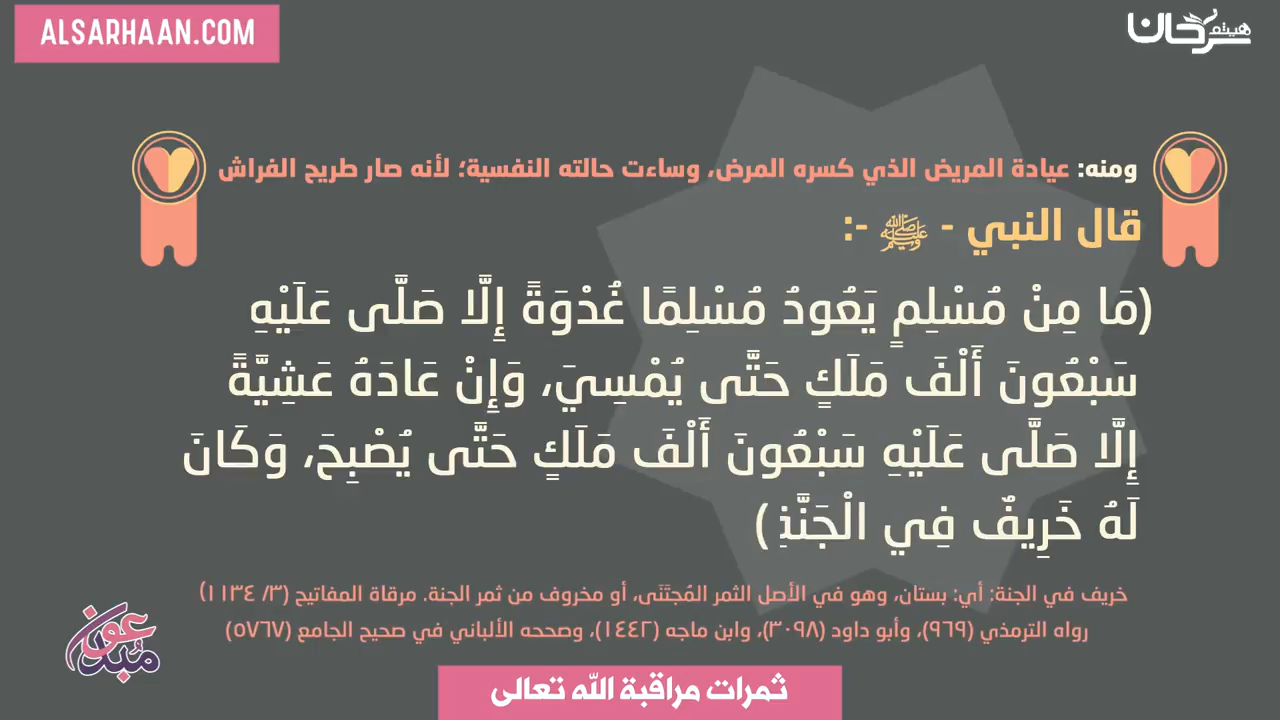 ALSARHAAN.COM
هيثم سرحان
ومنه: عيادة المريض الذي كسره المرض، وساءت حالته النفسية؛ لأنه صار طريح الفراش
قال النبي - ﷺ -:
(مَا مِنْ مُسْلِمٍ يَعُودُ مُسْلِمًا غُدْوَةً إِلَّا صَلَّى عَلَيْهِ
سَبْعُونَ أَلْفَ مَلَكٍ حَتَّى يُمْسِيَ، وَإِنْ عَادَهُ عَشِيَّةً
إِلَّا صَلَّى عَلَيْهِ سَبْعُونَ أَلْفَ مَلَكٍ حَتَّى يُصْبِحَ، وَكَانَ
لَهُ خَرِيفٌ فِي الْجَنَّةِ)
خريف في الجنة: أي: بستان، وهو في الأصل الثمر المُجتَنَى، أو مخروف من ثمر الجنة. مرقاة المفاتيح (٣/ ١١٣٤)
رواه الترمذي (٩٦٩)، وأبو داود (٣٠٩٨)، وابن ماجه (١٤٤٢)، وصححه الألباني في صحيح الجامع (٥٧٦٧)
مبدعون
ثمرات مراقبة الله تعالى